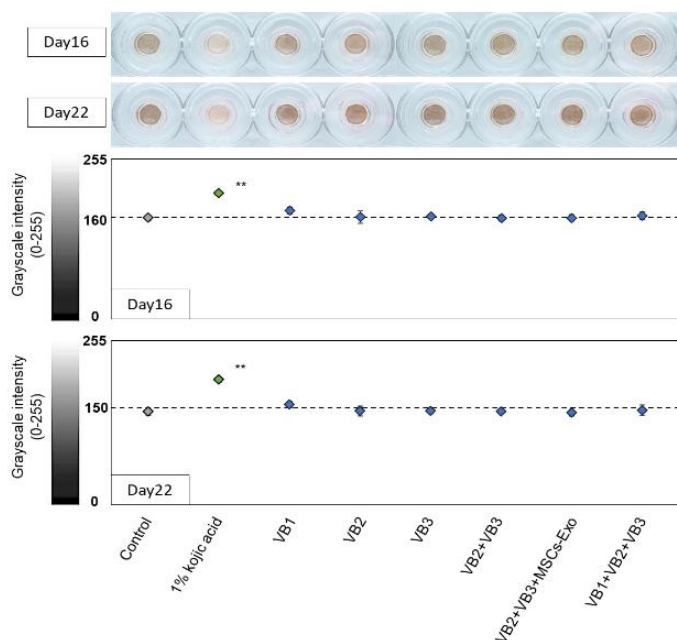 Day16
Day22
255
**
160
0
Grayscale intensity
(0-255)
Day16
255
**
150
0
Grayscale intensity
(0-255)
Day22
Control
1% kojic acid
VB1
VB2
VB3
VB2+VB3
VB2+VB3+MSCs-Exo
VB1+VB2+VB3